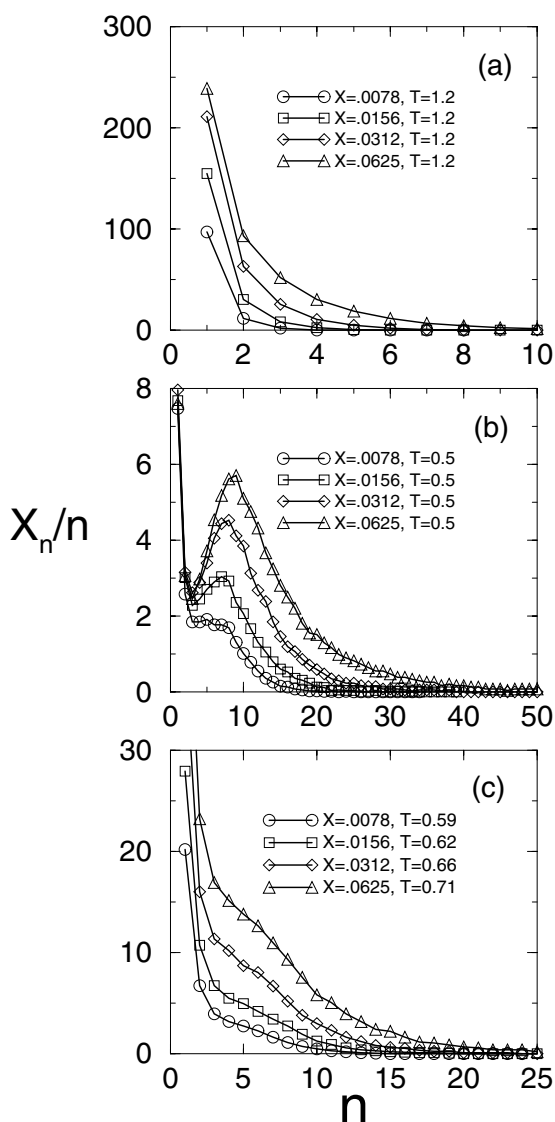 300
(a)
X=.0078, T=1.2
X=.0156, T=1.2
200
X=.0312, T=1.2
X=.0625, T=1.2
100
0
0 2 4 6 8 10
8
(b)
X=.0078, T=0.5
6
X=.0156, T=0.5
X=.0312, T=0.5
X=.0625, T=0.5
Xn/n
4
2
0
0 10 20 30 40 50
30
(c)
X=.0078, T=0.59
X=.0156, T=0.62
20
X=.0312, T=0.66
X=.0625, T=0.71
10
0
0 5 10 15 20 25
n